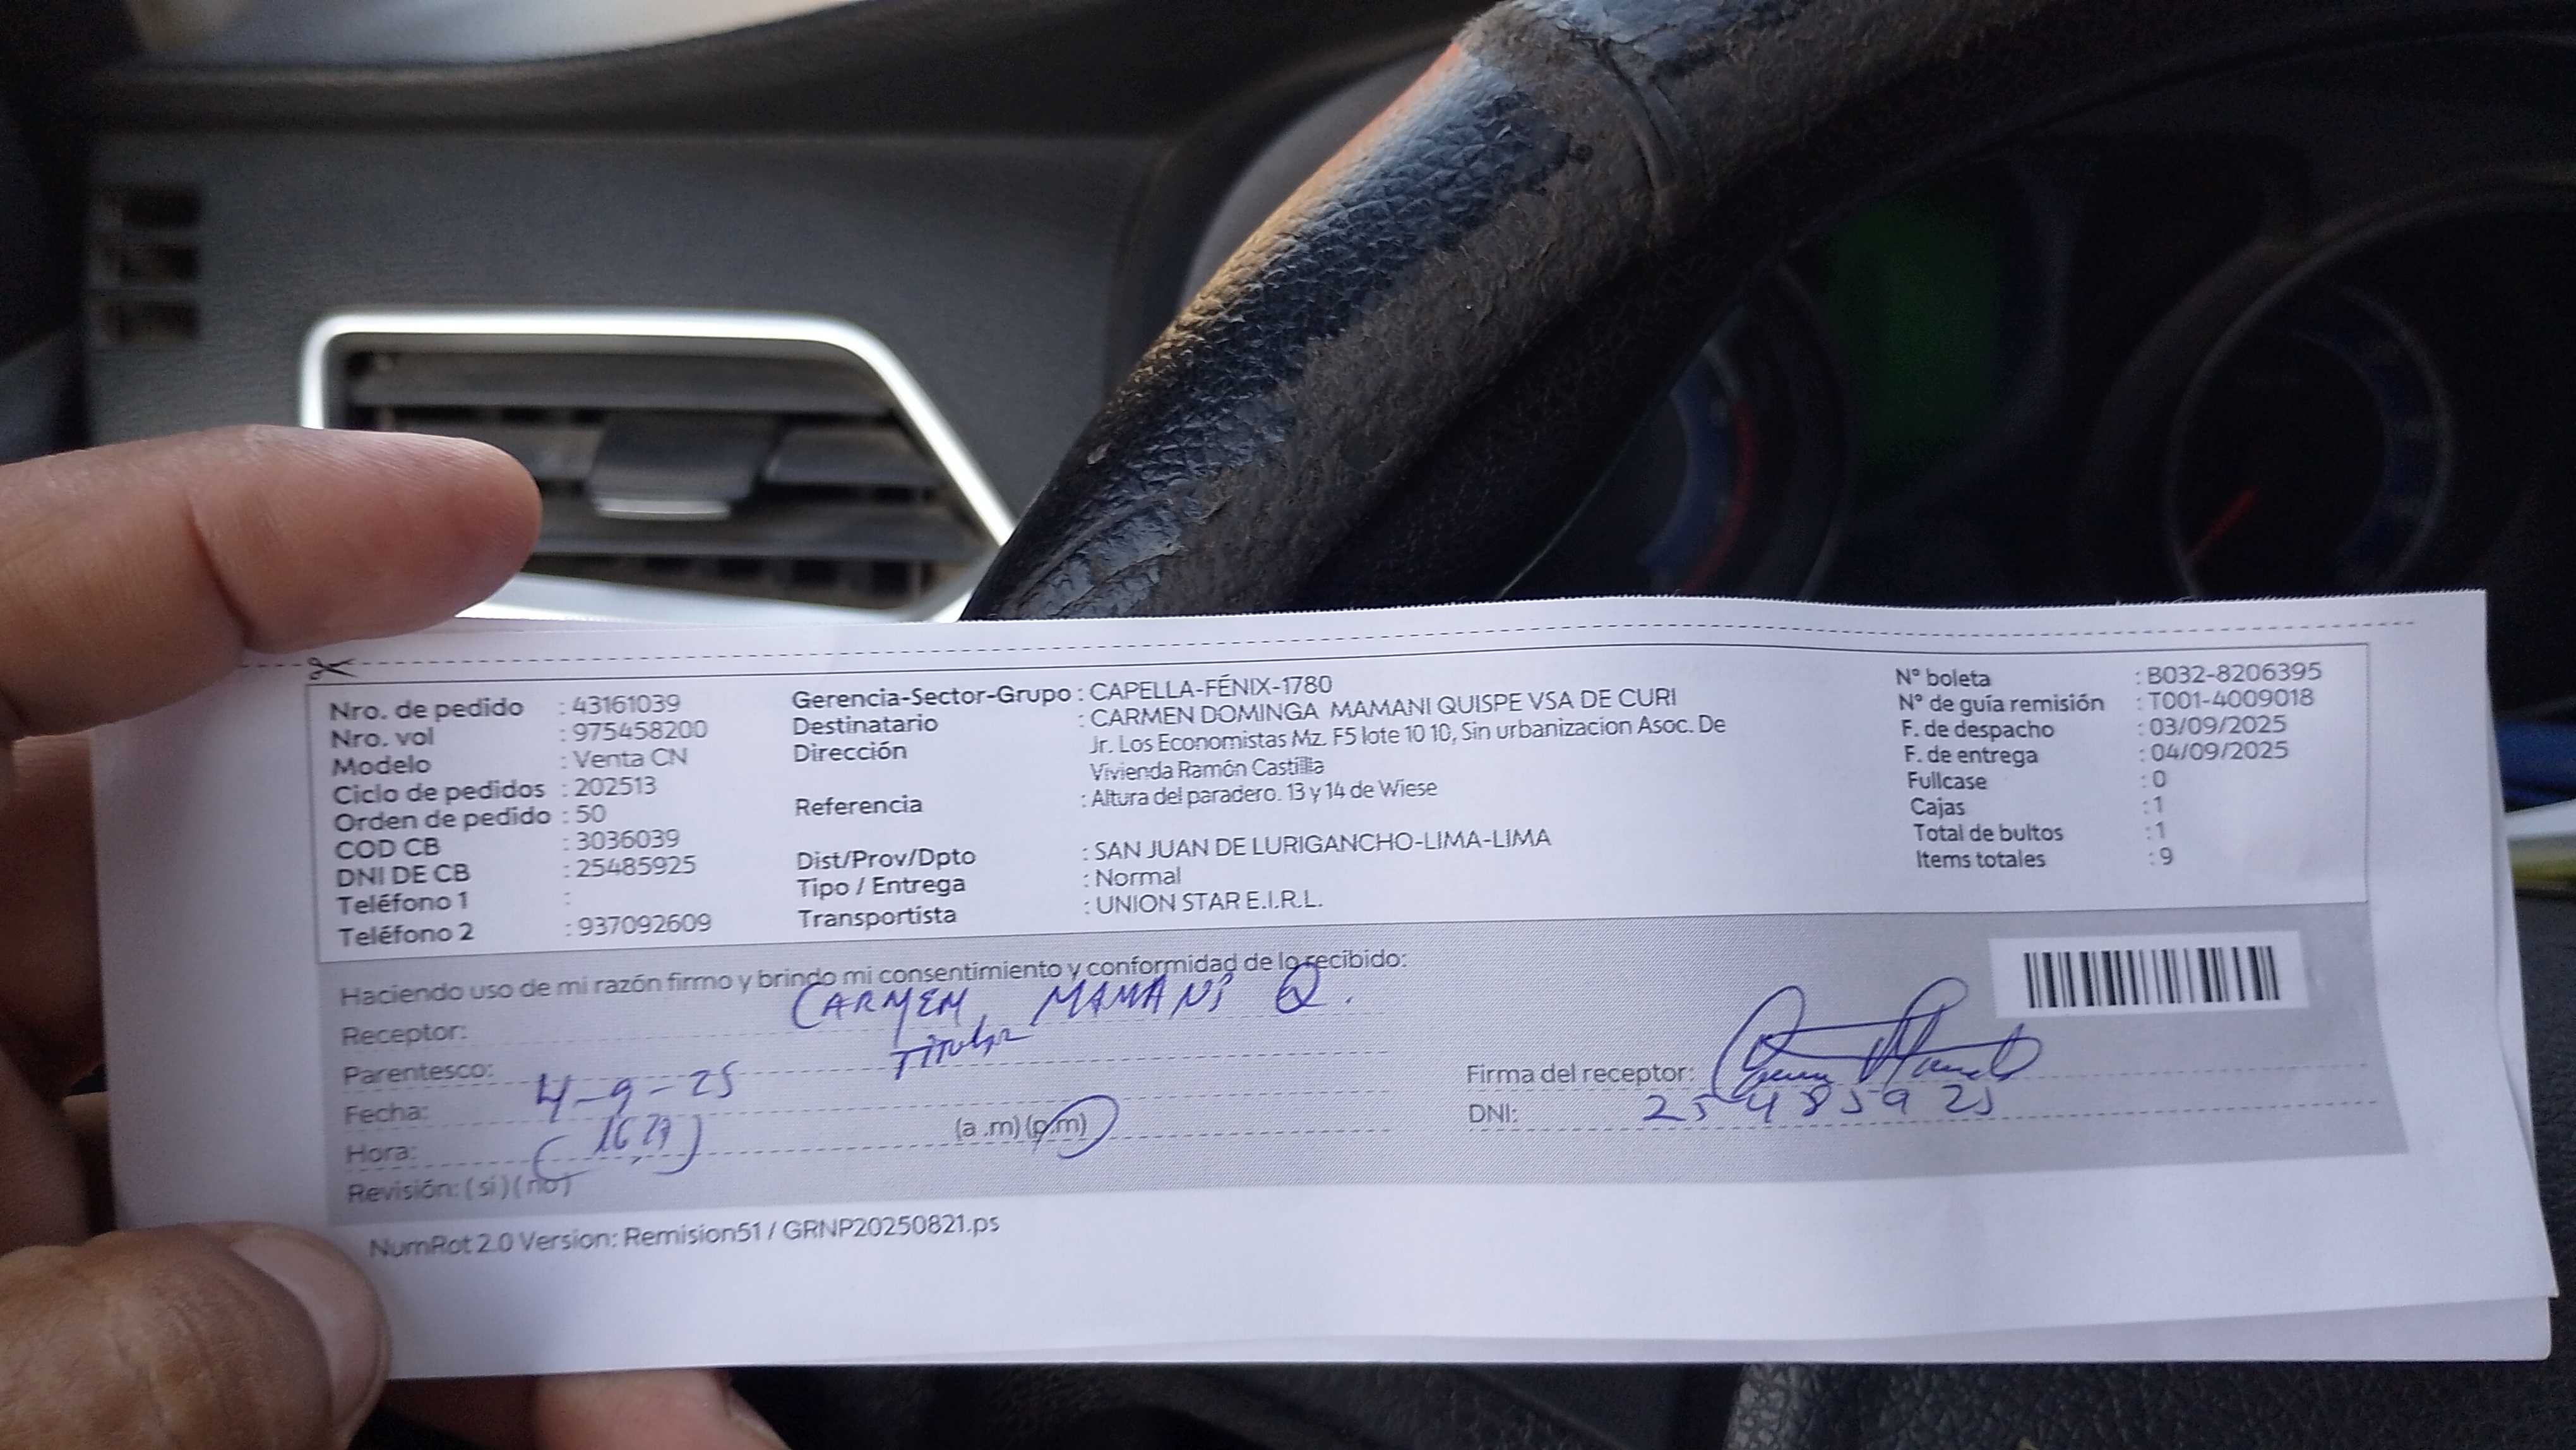 Nro. de pedido : 43161039
Nro. vol : 975458200
Modelo : Venta CN
Ciclo de pedidos : 202513
Orden de pedido : 50
COD CB : 3036039
DNI DE CB : 25485925
Teléfono 1 :
Teléfono 2 : 937092609
Gerencia-Sector-Grupo : CAPELLA-FÉNIX-1780
Destinatario : CARMEN DOMINGA MAMANI QUISPE VSA DE CURI
Dirección Jr. Los Economistas Mz. F5 lote 10 10, Sin urbanizacion Asoc. De
Vivienda Ramón Castilla
Referencia : Altura del paradero. 13 y 14 de Wiese
Dist/Prov/Dpto : SAN JUAN DE LURIGANCHO-LIMA-LIMA
Tipo / Entrega : Normal
Transportista : UNION STAR E.I.R.L.
N° boleta : B032-8206395
N° de guía remisión : T001-4009018
F. de despacho : 03/09/2025
F. de entrega : 04/09/2025
Fullcase : 0
Cajas : 1
Total de bultos : 1
Items totales : 9
Haciendo uso de mi razón firmo y brindo mi consentimiento y conformidad de lo recibido:
Receptor: CARMEN MAMANI Q.
Parentesco: Titular
Fecha: 4-9-25
Hora: (a .m) (p.m)
Revisión: (si) (no)
Firma del receptor:
DNI: 25485925
NumRot 2.0 Version: Remision51 / GRNP20250821.ps